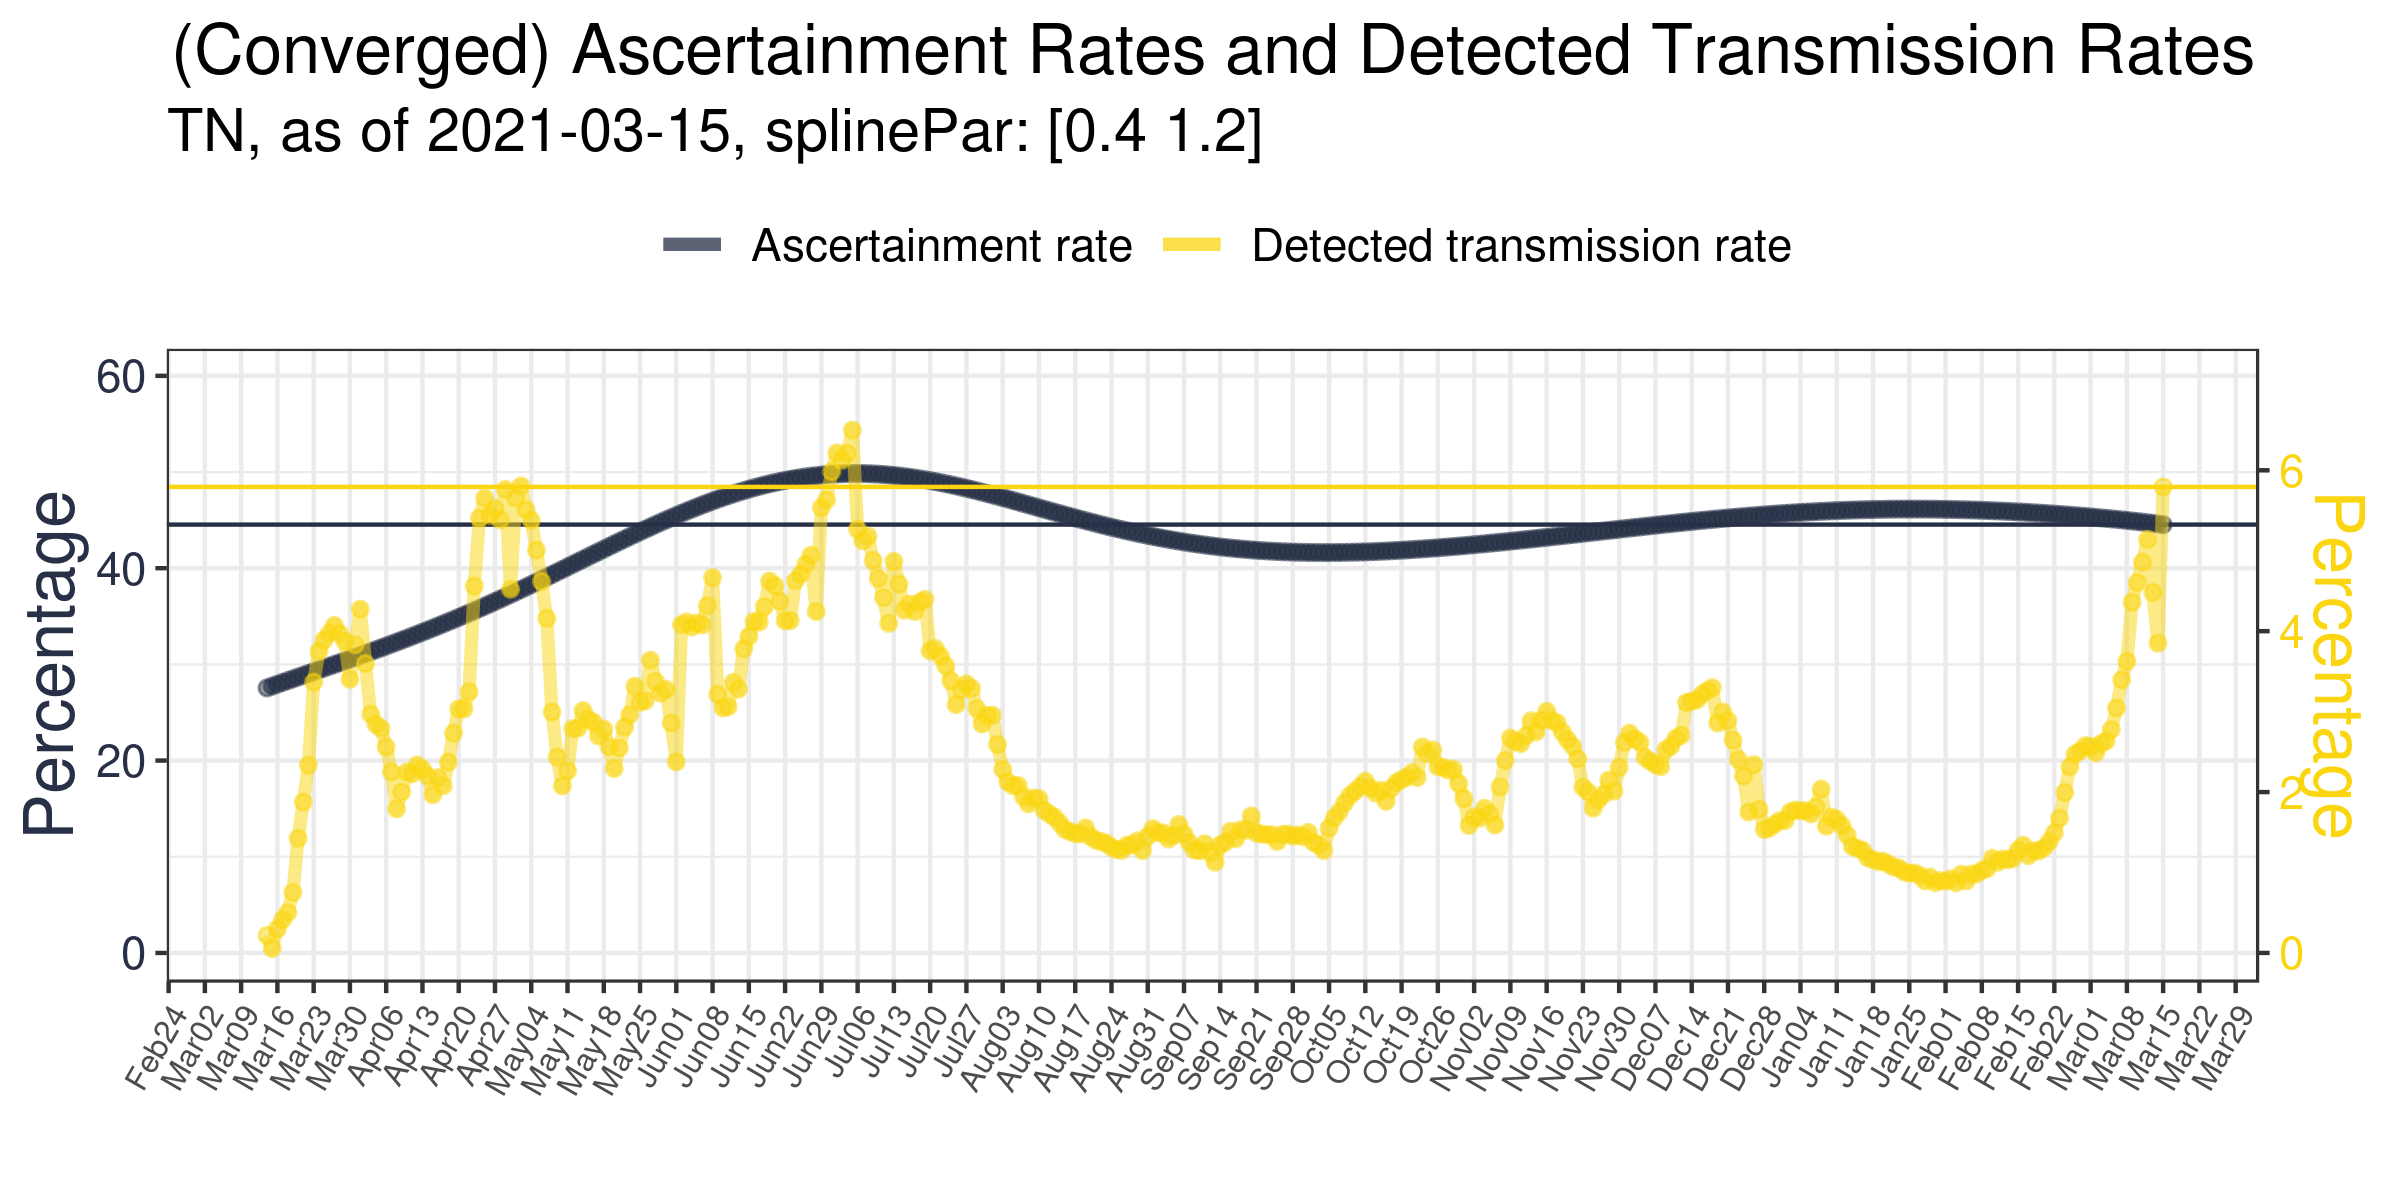 (Converged) Ascertainment Rates and Detected Transmission Rates
TN, as of 2021-03-15, splinePar: [0.4 1.2]
Ascertainment rate
Detected transmission rate
Percentage
60
40
20
0
6
4
2
0
Percentage
Feb24
Mar02
Mar09
Mar16
Mar23
Mar30
Apr06
Apr13
Apr20
Apr27
May04
May11
May18
May25
Jun01
Jun08
Jun15
Jun22
Jun29
Jul06
Jul13
Jul20
Jul27
Aug03
Aug10
Aug17
Aug24
Aug31
Sep07
Sep14
Sep21
Sep28
Oct05
Oct12
Oct19
Oct26
Nov02
Nov09
Nov16
Nov23
Nov30
Dec07
Dec14
Dec21
Dec28
Jan04
Jan11
Jan18
Jan25
Feb01
Feb08
Feb15
Feb22
Mar01
Mar08
Mar15
Mar22
Mar29